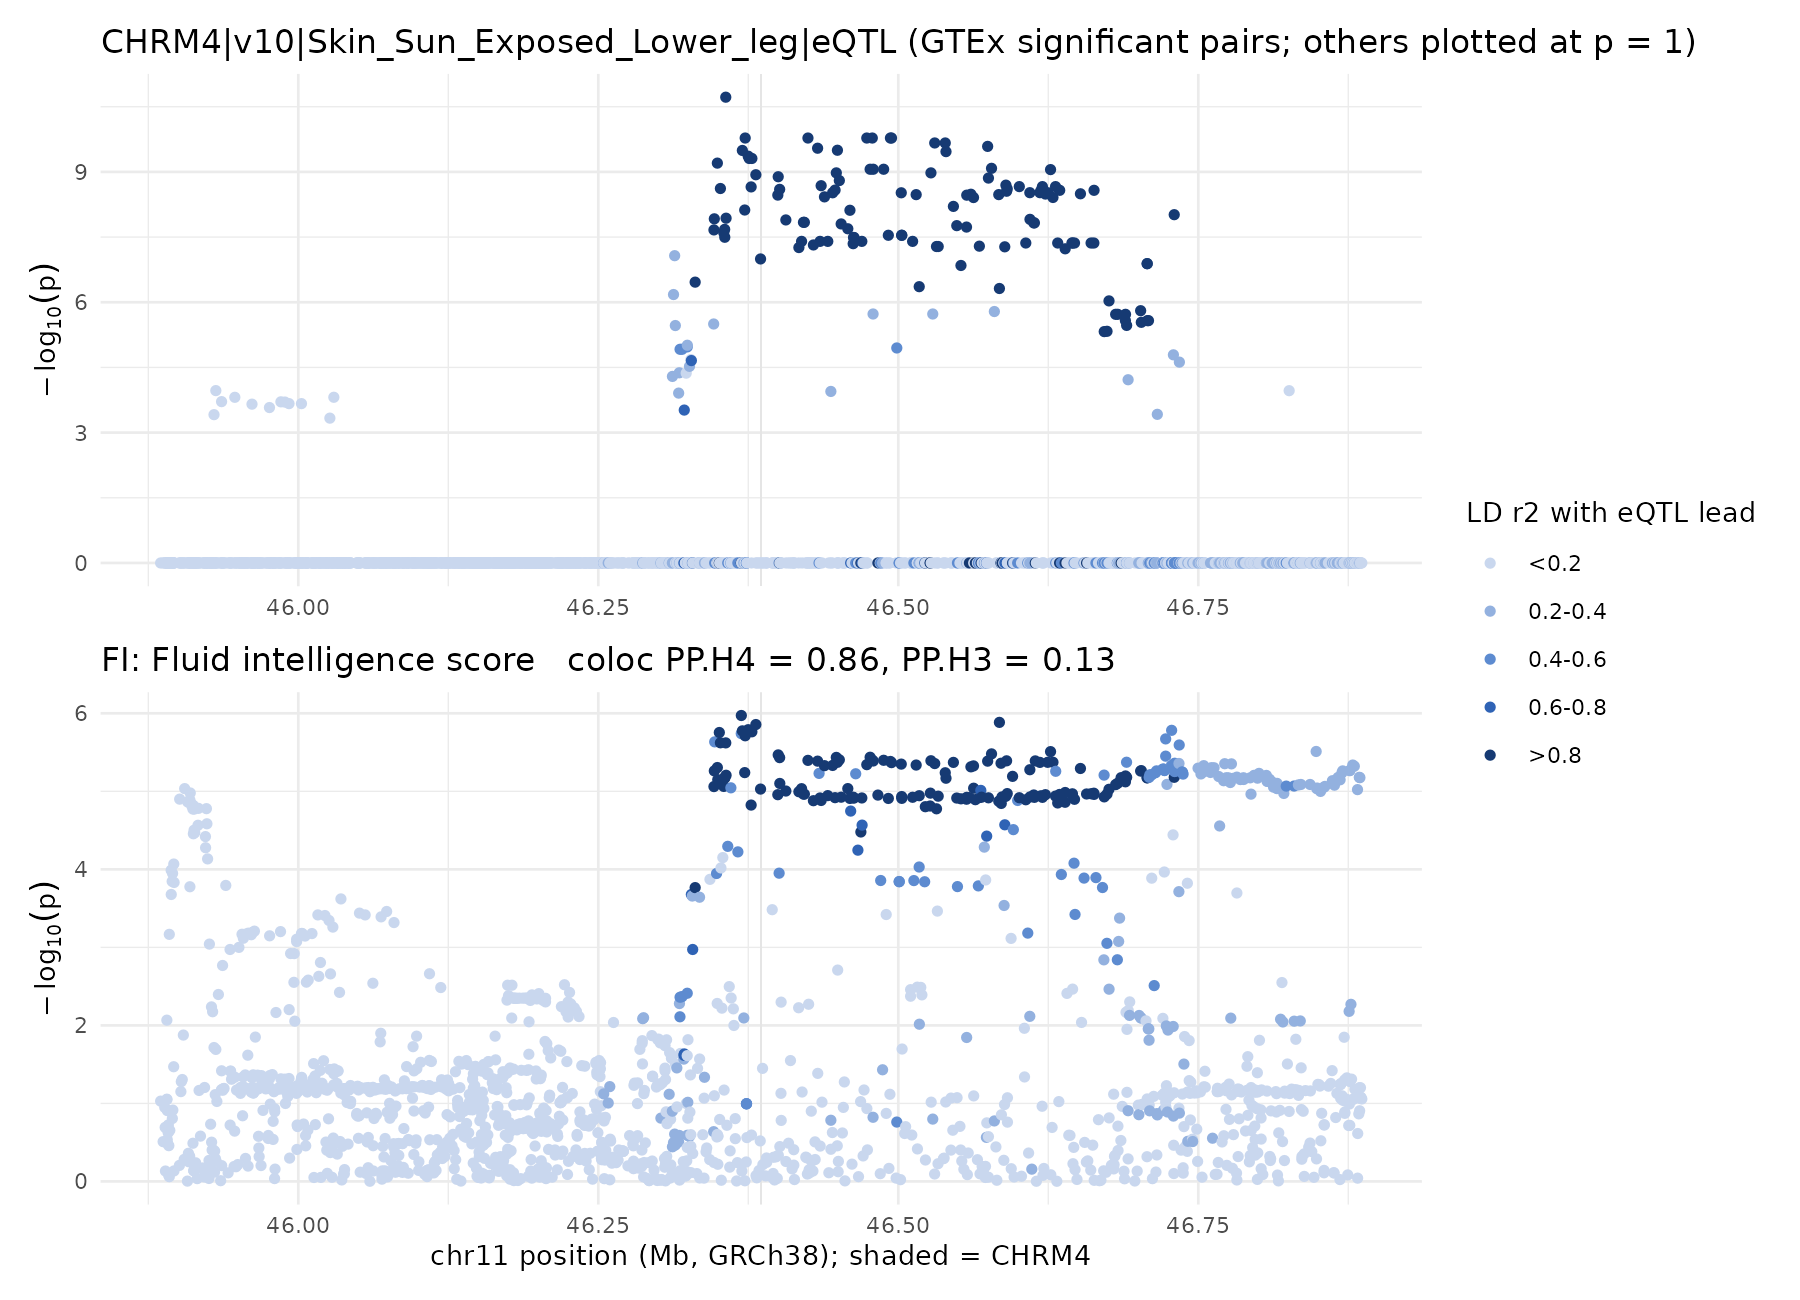 CHRM4|v10|Skin_Sun_Exposed_Lower_leg|eQTL (GTEx significant pairs; others plotted at p = 1)
9
6
3
0
−log10(p)
46.00 46.25 46.50 46.75
LD r2 with eQTL lead
<0.2
0.2-0.4
0.4-0.6
0.6-0.8
>0.8
FI: Fluid intelligence score coloc PP.H4 = 0.86, PP.H3 = 0.13
6
4
2
0
−log10(p)
46.00 46.25 46.50 46.75
chr11 position (Mb, GRCh38); shaded = CHRM4